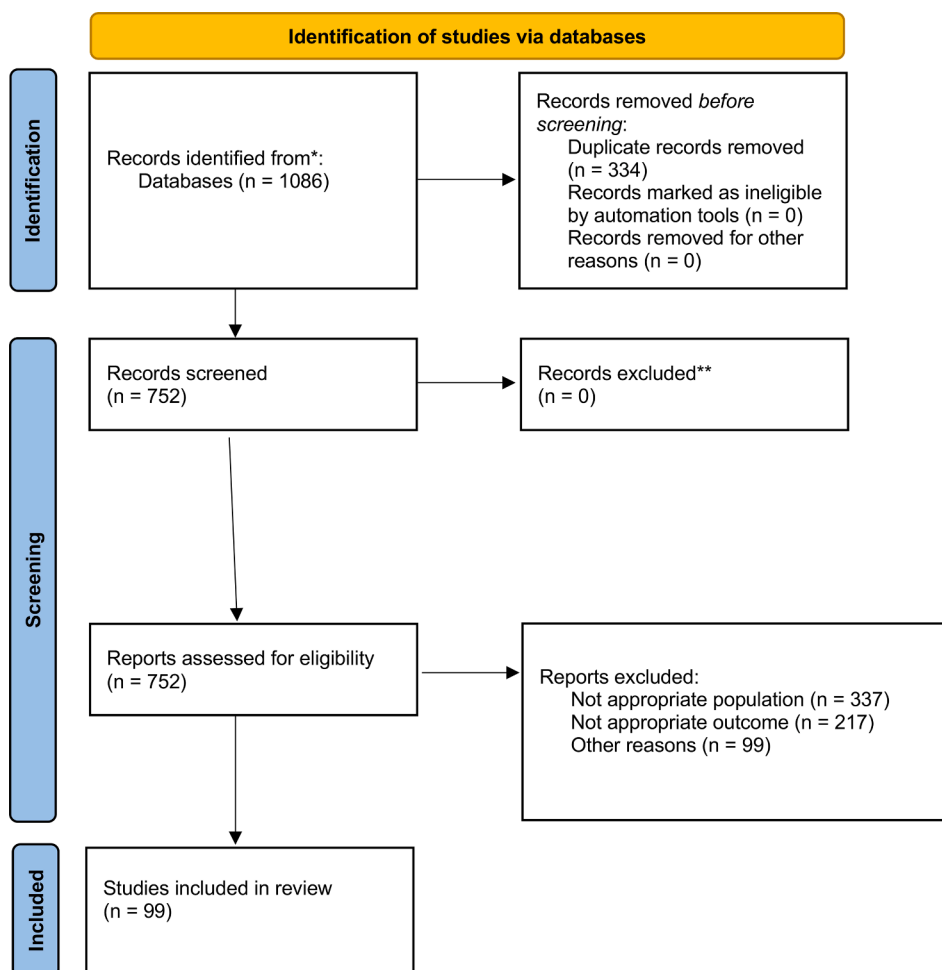 Identification of studies via databases
Identification
Records identified from*:
Databases (n = 1086)
Records removed before
screening:
Duplicate records removed
(n = 334)
Records marked as ineligible
by automation tools (n = 0)
Records removed for other
reasons (n = 0)
Screening
Records screened
(n = 752)
Records excluded**
(n = 0)
Reports assessed for eligibility
(n = 752)
Reports excluded:
Not appropriate population (n = 337)
Not appropriate outcome (n = 217)
Other reasons (n = 99)
Included
Studies included in review
(n = 99)